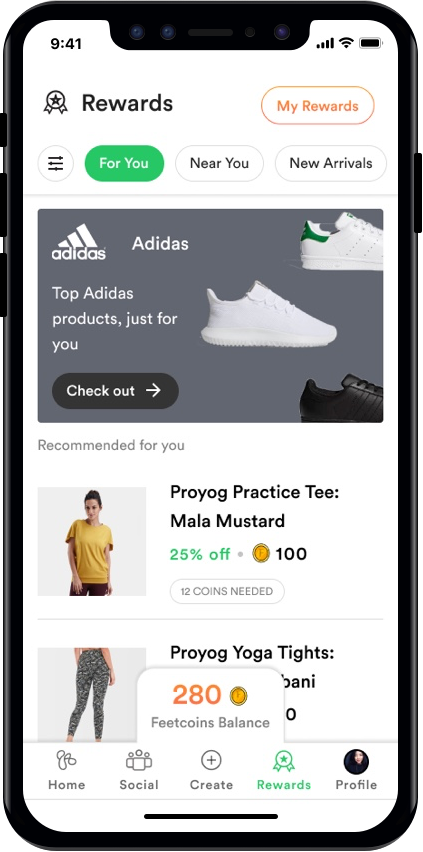 9:41
Rewards
My Rewards
For You
Near You
New Arrivals
adidas
Adidas
Top Adidas
products, just for
you
Check out
Recommended for you
Proyog Practice Tee:
Mala Mustard
25% off • 100
12 COINS NEEDED
Proyog Yoga Tights:
bani
0
280
Feetcoins Balance
Home
Social
Create
Rewards
Profile